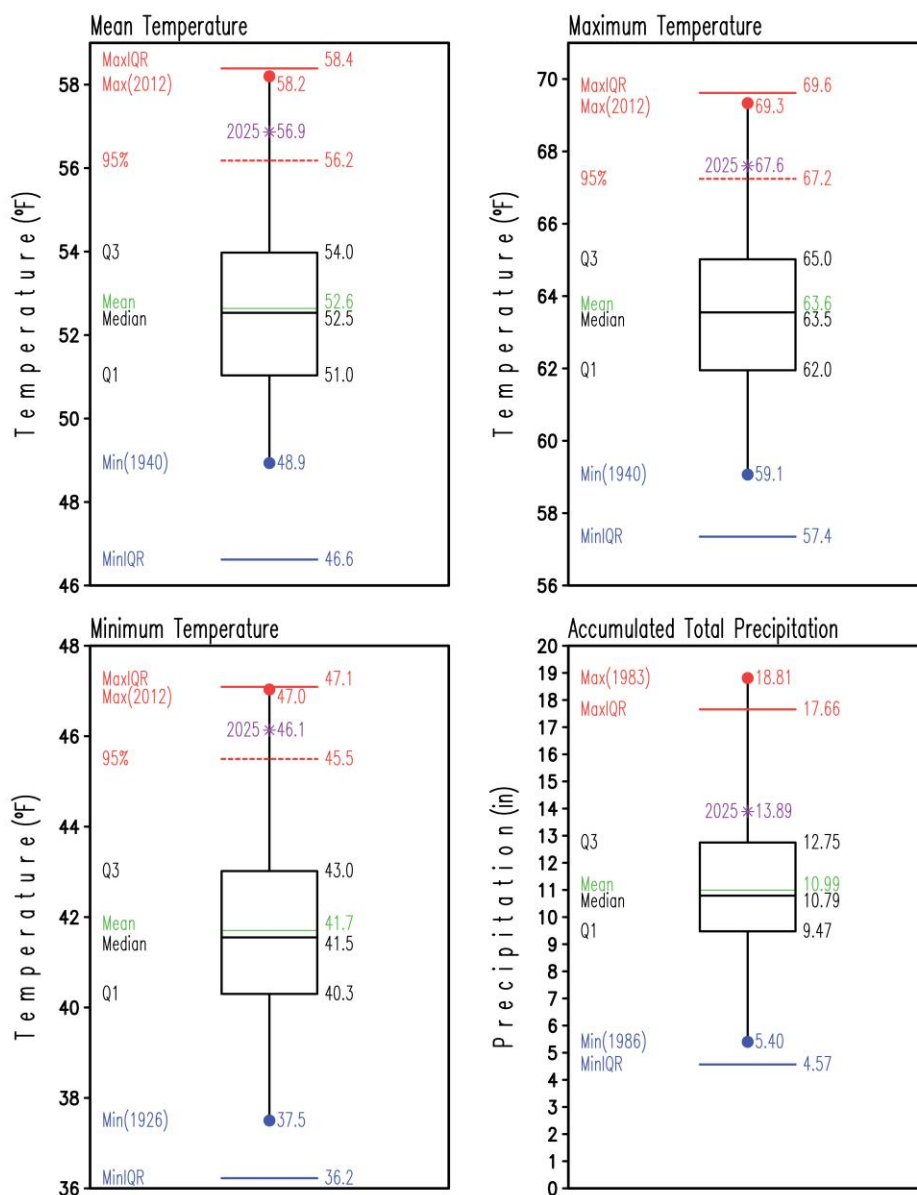 Mean Temperature
Temperature (ºF)
58
56
54
52
50
48
46
MaxIQR 58.4
Max(2012) 58.2
2025 * 56.9
95% 56.2
Q3 54.0
Mean 52.6
Median 52.5
Q1 51.0
Min(1940) 48.9
MinIQR 46.6
Maximum Temperature
Temperature (ºF)
70
68
66
64
62
60
58
56
MaxIQR 69.6
Max(2012) 69.3
2025 * 67.6
95% 67.2
Q3 65.0
Mean 63.6
Median 63.5
Q1 62.0
Min(1940) 59.1
MinIQR 57.4
Minimum Temperature
Temperature (ºF)
48
46
44
42
40
38
36
MaxIQR 47.1
Max(2012) 47.0
2025 * 46.1
95% 45.5
Q3 43.0
Mean 41.7
Median 41.5
Q1 40.3
Min(1926) 37.5
MinIQR 36.2
Accumulated Total Precipitation
Precipitation (in)
20
19
18
17
16
15
14
13
12
11
10
9
8
7
6
5
4
3
2
1
0
Max(1983) 18.81
MaxIQR 17.66
2025 * 13.89
Q3 12.75
Mean 10.99
Median 10.79
Q1 9.47
Min(1986) 5.40
MinIQR 4.57